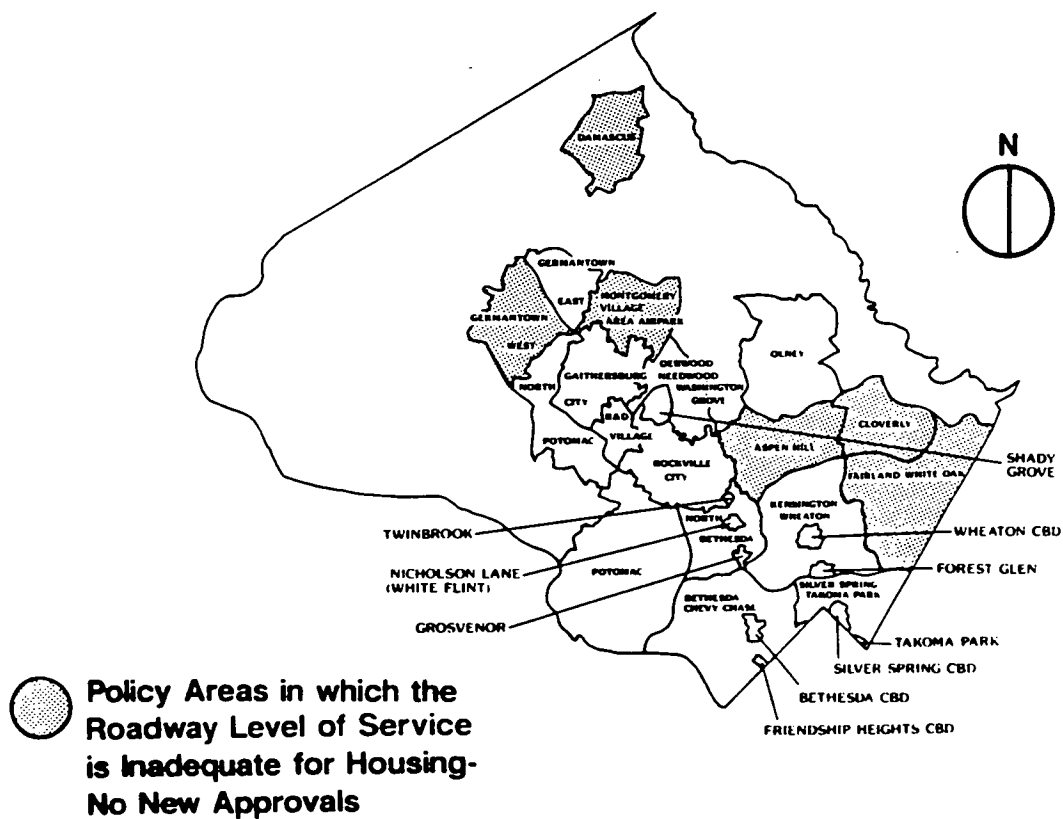 N
DAMASCUS
GERMANTOWN
EAST
MONTGOMERY
VILLAGE
AREA AIRPARK
GERMANTOWN
WEST
OLNEY
DERWOOD
NEEDWOOD
WASHINGTON
GROVE
GAITHERSBURG
CITY
NORTH
POTOMAC
R&D
VILLAGE
CLOVERLY
ASPEN HILL
SHADY
GROVE
FAIRLAND WHITE OAK
ROCKVILLE
CITY
KENSINGTON
WHEATON
NORTH
BETHESDA
TWINBROOK
WHEATON CBD
NICHOLSON LANE
(WHITE FLINT)
POTOMAC
FOREST GLEN
SILVER SPRING
TAKOMA PARK
BETHESDA
CHEVY CHASE
GROSVENOR
TAKOMA PARK
SILVER SPRING CBD
BETHESDA CBD
FRIENDSHIP HEIGHTS CBD
Policy Areas in which the
Roadway Level of Service
is Inadequate for Housing-
No New Approvals